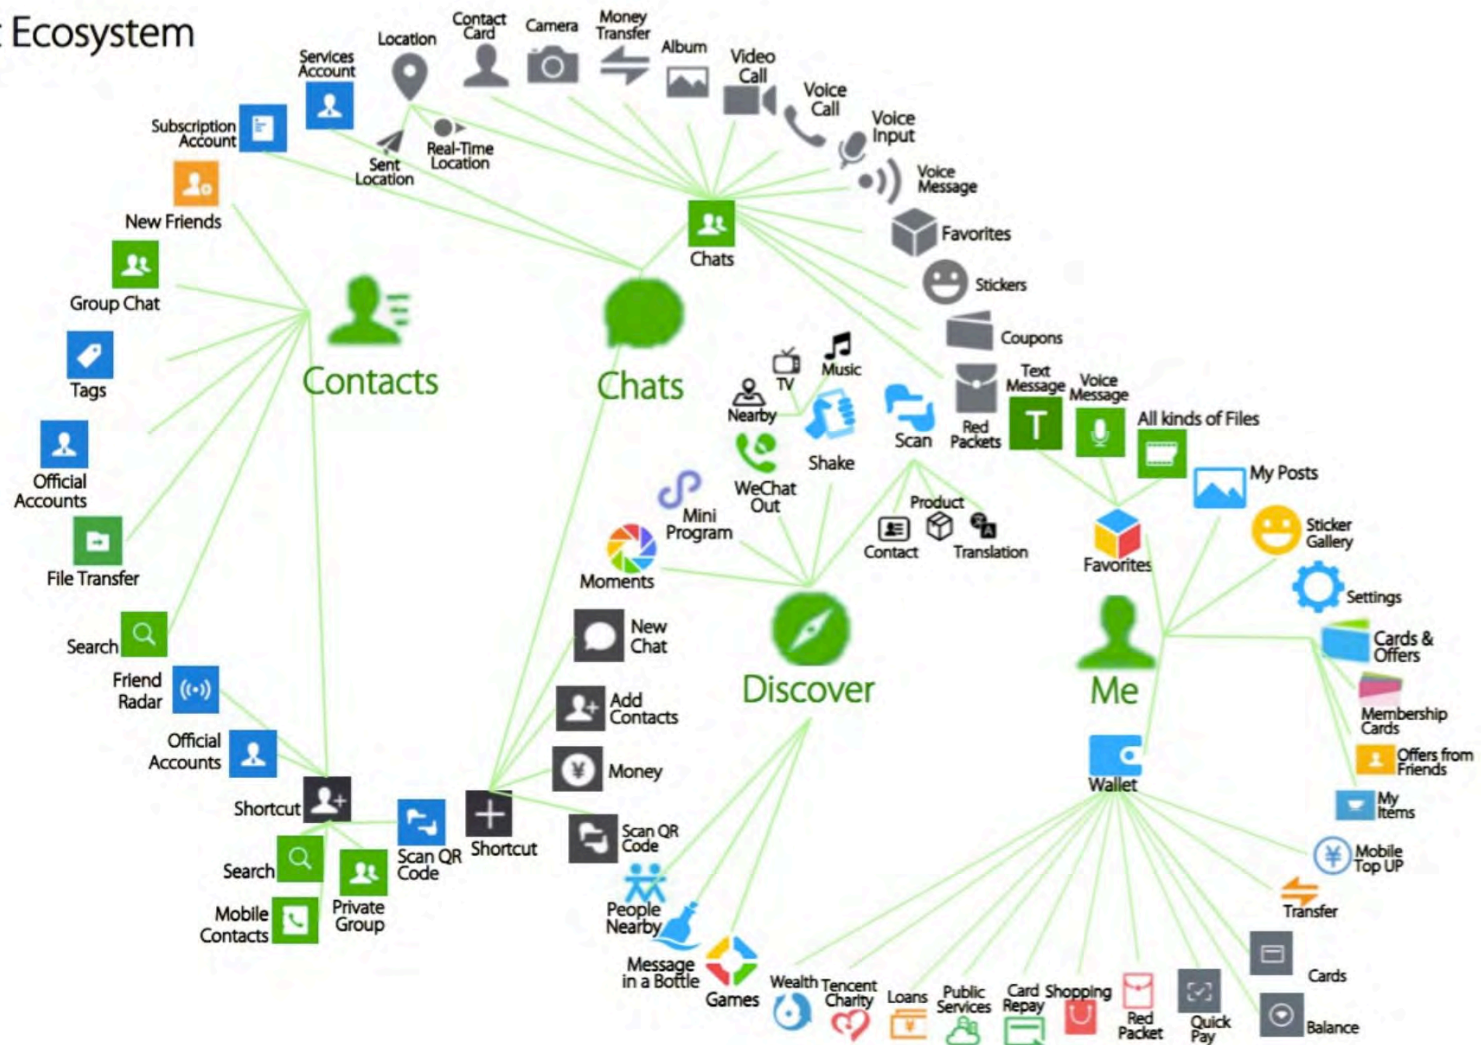 Ecosystem
Services
Account
Location
Contact
Card
Camera
Money
Transfer
Album
Video
Call
Voice
Call
Voice
Input
Voice
Message
Favorites
Stickers
Coupons
Red
Packets
Subscription
Account
Sent
Location
Real-Time
Location
Chats
New Friends
Group Chat
Tags
Official
Accounts
File Transfer
Search
Contacts
Chats
Nearby
TV
Music
Shake
Scan
WeChat
Out
Mini
Program
Moments
Contact
Product
Translation
Text
Message
Voice
Message
All kinds of Files
My Posts
Sticker
Gallery
Favorites
Settings
Cards &
Offers
Membership
Cards
Offers from
Friends
My
Items
Discover
Me
Wallet
Friend
Radar
Official
Accounts
Shortcut
Search
Mobile
Contacts
Private
Group
Scan QR
Code
Shortcut
New
Chat
Add
Contacts
Money
Scan QR
Code
People
Nearby
Message
in a Bottle
Games
Wealth
Tencent
Charity
Loans
Public
Services
Card
Repay
Shopping
Red
Packet
Quick
Pay
Balance
Cards
Transfer
Mobile
Top UP